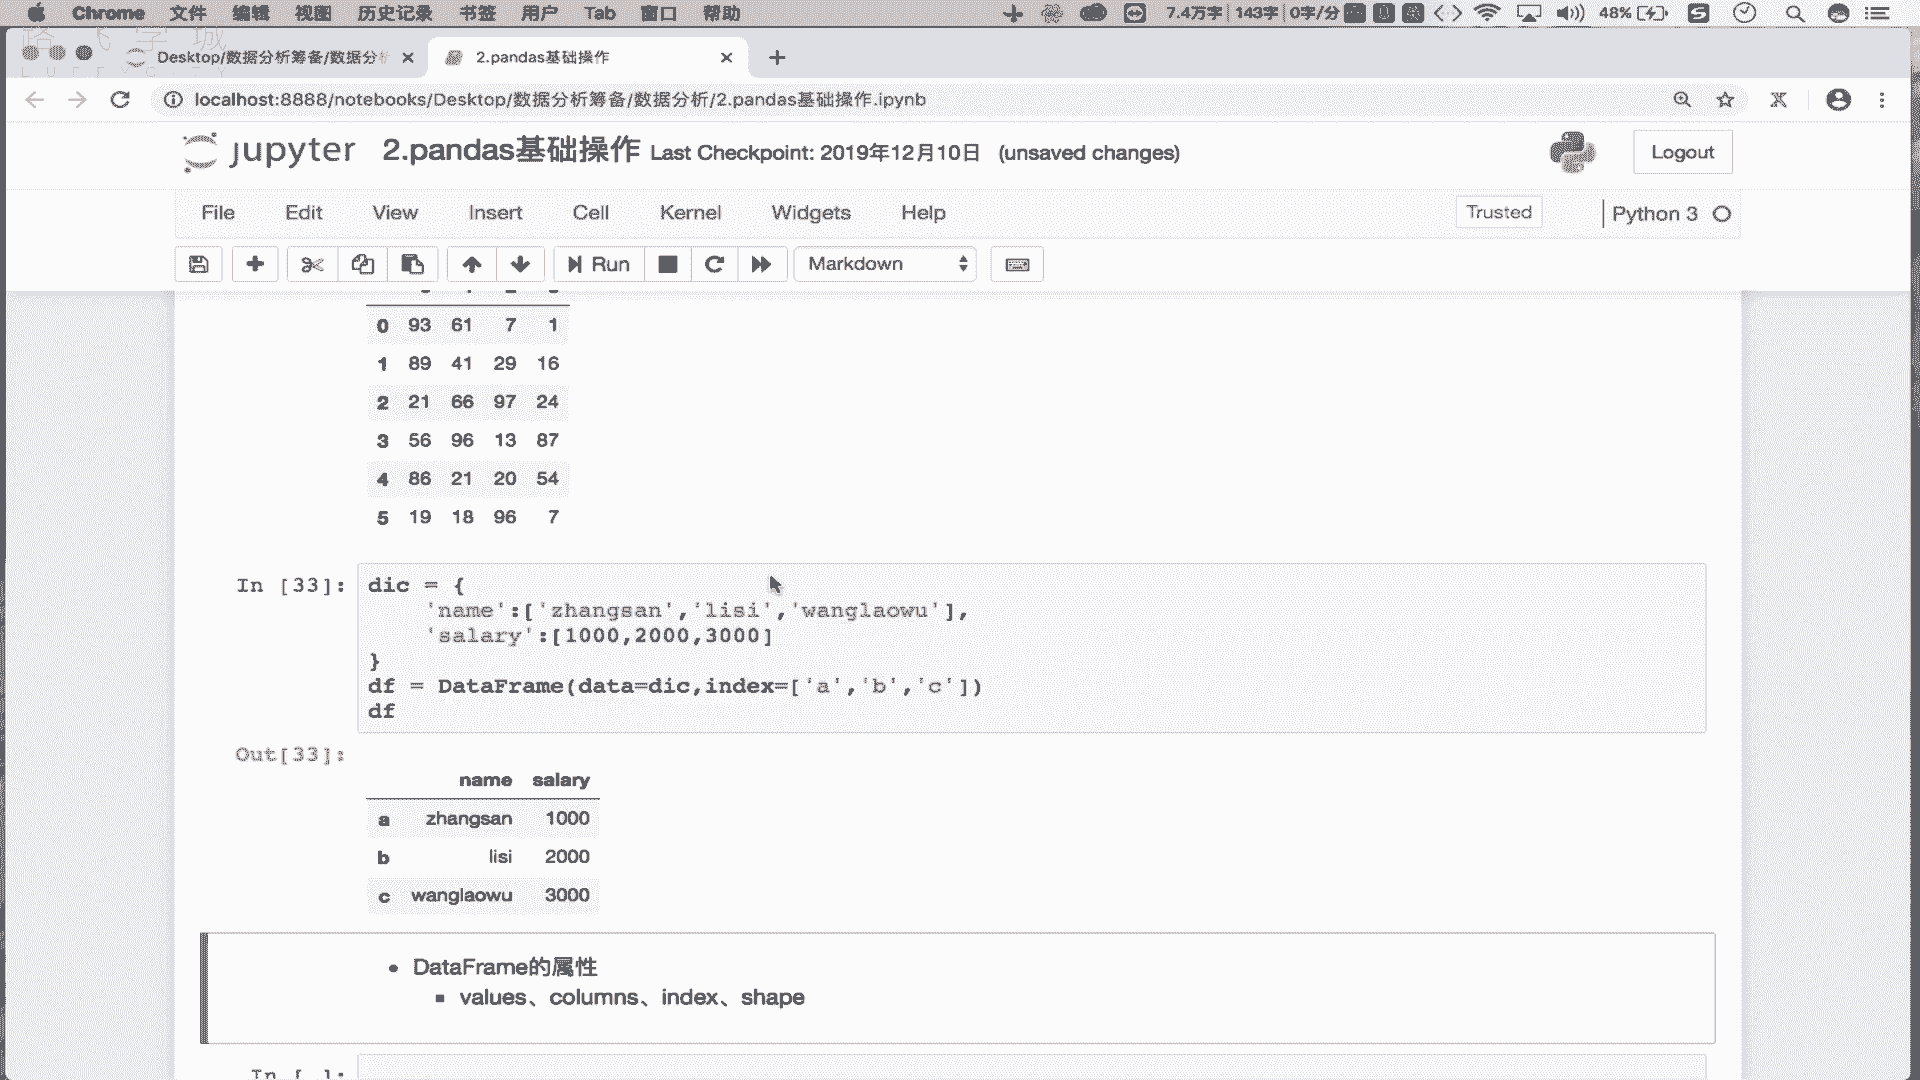 Chrome 文件 编辑 视图 历史记录 书签 用户 Tab 窗口 帮助 7.4万字 143字 0字/分 48%
路飞学城
Desktop/数据分析筹备/数据分析 2.pandas基础操作
localhost:8888/notebooks/Desktop/数据分析筹备/数据分析/2.pandas基础操作.ipynb
jupyter 2.pandas基础操作 Last Checkpoint: 2019年12月10日 (unsaved changes) Logout
File Edit View Insert Cell Kernel Widgets Help Trusted Python 3
Run Markdown
0 93 61 7 1
1 89 41 29 16
2 21 66 97 24
3 56 96 13 87
4 86 21 20 54
5 19 18 96 7
In [33]: dic = {
'name':['zhangsan','lisi','wanglaowu'],
'salary':[1000,2000,3000]
}
df = DataFrame(data=dic,index=['a','b','c'])
df
Out[33]:
name salary
a zhangsan 1000
b lisi 2000
c wanglaowu 3000
DataFrame的属性
values、columns、index、shape
In [ ]: